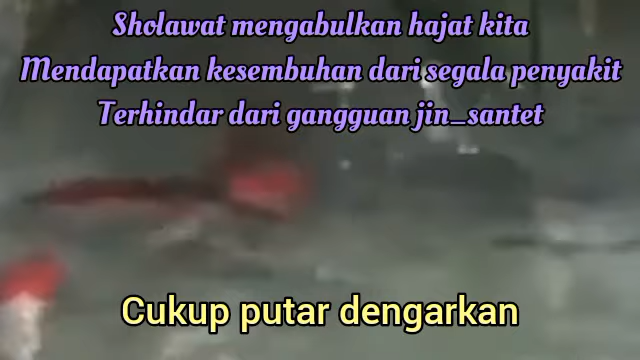 Sholawat mengabulkan hajat kita
Mendapatkan kesembuhan dari segala penyakit
Terhindar dari gangguan jin_santet
Cukup putar dengarkan